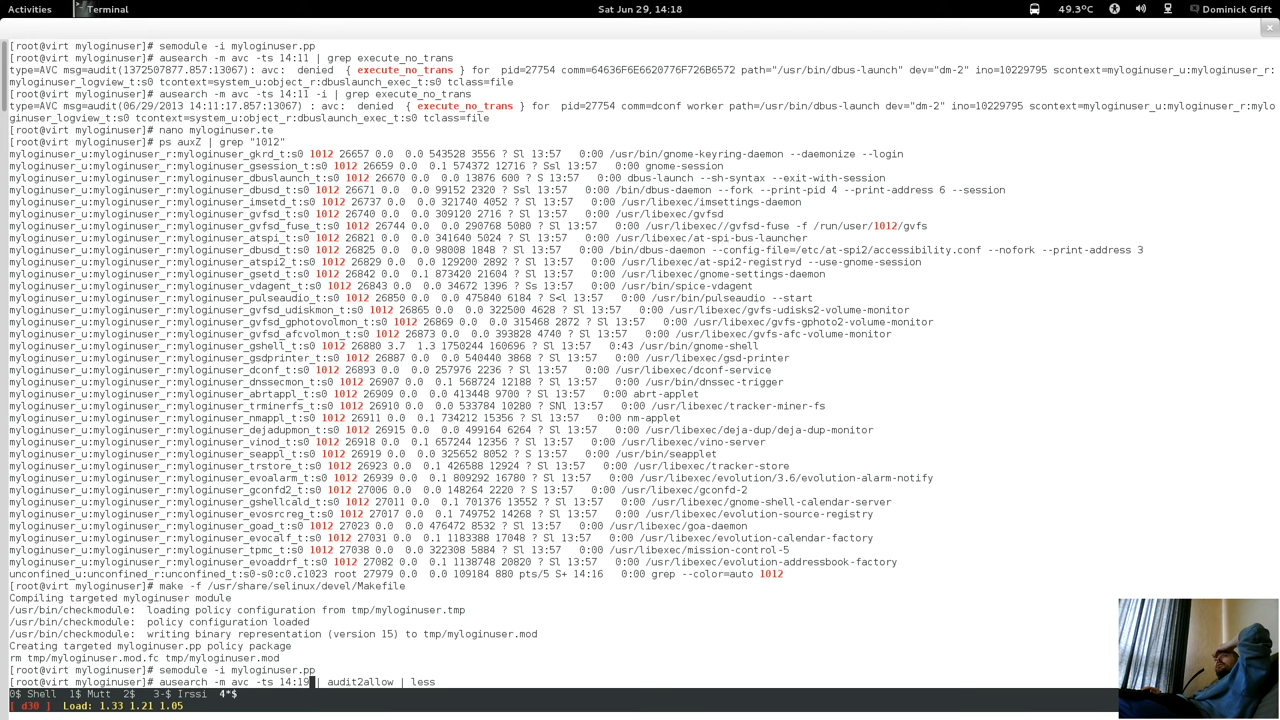 Activities Terminal Sat Jun 29, 14:18 49.3°C Dominick Grift
[root@virt myloginuser]# semodule -i myloginuser.pp
[root@virt myloginuser]# ausearch -m avc -ts 14:11 | grep execute_no_trans
type=AVC msg=audit(1372507877.857:13067): avc:  denied  { execute_no_trans } for  pid=27754 comm=64636F6E6620776F726B6572 path="/usr/bin/dbus-launch" dev="dm-2" ino=10229795 scontext=myloginuser_u:myloginuser_r:
myloginuser_logview_t:s0 tcontext=system_u:object_r:dbuslaunch_exec_t:s0 tclass=file
[root@virt myloginuser]# ausearch -m avc -ts 14:11 -i | grep execute_no_trans
type=AVC msg=audit(06/29/2013 14:11:17.857:13067) : avc:  denied  { execute_no_trans } for  pid=27754 comm=dconf worker path=/usr/bin/dbus-launch dev="dm-2" ino=10229795 scontext=myloginuser_u:myloginuser_r:mylo
ginuser_logview_t:s0 tcontext=system_u:object_r:dbuslaunch_exec_t:s0 tclass=file
[root@virt myloginuser]# nano myloginuser.te
[root@virt myloginuser]# ps auxZ | grep "1012"
myloginuser_u:myloginuser_r:myloginuser_gkrd_t:s0 1012 26657 0.0  0.0 543528 3556 ? Sl 13:57   0:00 /usr/bin/gnome-keyring-daemon --daemonize --login
myloginuser_u:myloginuser_r:myloginuser_gsession_t:s0 1012 26659 0.0  0.1 574372 12716 ? Ssl 13:57   0:00 gnome-session
myloginuser_u:myloginuser_r:myloginuser_dbuslaunch_t:s0 1012 26670 0.0  0.0 13876 600 ? S 13:57   0:00 dbus-launch --sh-syntax --exit-with-session
myloginuser_u:myloginuser_r:myloginuser_dbusd_t:s0 1012 26671 0.0  0.0 99152 2320 ? Ssl 13:57   0:00 /bin/dbus-daemon --fork --print-pid 4 --print-address 6 --session
myloginuser_u:myloginuser_r:myloginuser_imsetd_t:s0 1012 26737 0.0  0.0 321740 4052 ? Sl 13:57   0:00 /usr/libexec/imsettings-daemon
myloginuser_u:myloginuser_r:myloginuser_gvfsd_t:s0 1012 26740 0.0  0.0 309120 2716 ? Sl 13:57   0:00 /usr/libexec/gvfsd
myloginuser_u:myloginuser_r:myloginuser_gvfsd_fuse_t:s0 1012 26744 0.0  0.0 290768 5080 ? Sl 13:57   0:00 /usr/libexec//gvfsd-fuse -f /run/user/1012/gvfs
myloginuser_u:myloginuser_r:myloginuser_atspi_t:s0 1012 26821 0.0  0.0 341640 5024 ? Sl 13:57   0:00 /usr/libexec/at-spi-bus-launcher
myloginuser_u:myloginuser_r:myloginuser_dbusd_t:s0 1012 26825 0.0  0.0 98008 1848 ? Sl 13:57   0:00 /bin/dbus-daemon --config-file=/etc/at-spi2/accessibility.conf --nofork --print-address 3
myloginuser_u:myloginuser_r:myloginuser_atspi2_t:s0 1012 26829 0.0  0.0 129100 2892 ? Sl 13:57   0:00 /usr/libexec/at-spi2-registryd --use-gnome-session
myloginuser_u:myloginuser_r:myloginuser_gsetd_t:s0 1012 26842 0.0  0.1 873420 21604 ? Sl 13:57   0:00 /usr/libexec/gnome-settings-daemon
myloginuser_u:myloginuser_r:myloginuser_vdagent_t:s0 1012 26843 0.0  0.0 34672 1396 ? Ss 13:57   0:00 /usr/bin/spice-vdagent
myloginuser_u:myloginuser_r:myloginuser_pulseaudio_t:s0 1012 26850 0.0  0.0 475840 6184 ? S<l 13:57   0:00 /usr/bin/pulseaudio --start
myloginuser_u:myloginuser_r:myloginuser_gvfsd_udiskmon_t:s0 1012 26865 0.0  0.0 322500 4628 ? Sl 13:57   0:00 /usr/libexec/gvfs-udisks2-volume-monitor
myloginuser_u:myloginuser_r:myloginuser_gvfsd_gphotovolmon_t:s0 1012 26869 0.0  0.0 315468 2872 ? Sl 13:57   0:00 /usr/libexec/gvfs-gphoto2-volume-monitor
myloginuser_u:myloginuser_r:myloginuser_gvfsd_afcvolmon_t:s0 1012 26873 0.0  0.0 393828 4740 ? Sl 13:57   0:00 /usr/libexec/gvfs-afc-volume-monitor
myloginuser_u:myloginuser_r:myloginuser_gshell_t:s0 1012 26880 3.7  1.3 1750244 160696 ? Sl 13:57   0:43 /usr/bin/gnome-shell
myloginuser_u:myloginuser_r:myloginuser_gsdprinter_t:s0 1012 26887 0.0  0.0 540440 3868 ? Sl 13:57   0:00 /usr/libexec/gsd-printer
myloginuser_u:myloginuser_r:myloginuser_dconf_t:s0 1012 26893 0.0  0.0 257976 2236 ? Sl 13:57   0:00 /usr/libexec/dconf-service
myloginuser_u:myloginuser_r:myloginuser_dnssecmon_t:s0 1012 26907 0.0  0.1 568724 12188 ? Sl 13:57   0:00 /usr/bin/dnssec-trigger
myloginuser_u:myloginuser_r:myloginuser_abrtappl_t:s0 1012 26909 0.0  0.0 413448 9700 ? Sl 13:57   0:00 abrt-applet
myloginuser_u:myloginuser_r:myloginuser_trminerfs_t:s0 1012 26910 0.0  0.0 533784 10280 ? SNl 13:57   0:00 /usr/libexec/tracker-miner-fs
myloginuser_u:myloginuser_r:myloginuser_nmappl_t:s0 1012 26911 0.0  0.1 734212 15356 ? Sl 13:57   0:00 nm-applet
myloginuser_u:myloginuser_r:myloginuser_dejadupmon_t:s0 1012 26915 0.0  0.0 499164 6264 ? Sl 13:57   0:00 /usr/libexec/deja-dup/deja-dup-monitor
myloginuser_u:myloginuser_r:myloginuser_vinod_t:s0 1012 26918 0.0  0.1 657244 12356 ? Sl 13:57   0:00 /usr/libexec/vino-server
myloginuser_u:myloginuser_r:myloginuser_seappl_t:s0 1012 26919 0.0  0.0 325652 8052 ? S 13:57   0:00 /usr/bin/seapplet
myloginuser_u:myloginuser_r:myloginuser_trstore_t:s0 1012 26923 0.0  0.1 426588 12924 ? Sl 13:57   0:00 /usr/libexec/tracker-store
myloginuser_u:myloginuser_r:myloginuser_evoalarm_t:s0 1012 26939 0.0  0.1 809292 16780 ? Sl 13:57   0:00 /usr/libexec/evolution/3.6/evolution-alarm-notify
myloginuser_u:myloginuser_r:myloginuser_gconfd2_t:s0 1012 27006 0.0  0.0 148264 2220 ? S 13:57   0:00 /usr/libexec/gconfd-2
myloginuser_u:myloginuser_r:myloginuser_gshellcald_t:s0 1012 27011 0.0  0.1 701376 13552 ? Sl 13:57   0:00 /usr/libexec/gnome-shell-calendar-server
myloginuser_u:myloginuser_r:myloginuser_evosrcreg_t:s0 1012 27017 0.0  0.1 749752 14268 ? Sl 13:57   0:00 /usr/libexec/evolution-source-registry
myloginuser_u:myloginuser_r:myloginuser_goad_t:s0 1012 27023 0.0  0.0 476472 8532 ? Sl 13:57   0:00 /usr/libexec/goa-daemon
myloginuser_u:myloginuser_r:myloginuser_evocalf_t:s0 1012 27031 0.0  0.1 1183388 17048 ? Sl 13:57   0:00 /usr/libexec/evolution-calendar-factory
myloginuser_u:myloginuser_r:myloginuser_tpmc_t:s0 1012 27038 0.0  0.0 322308 5884 ? Sl 13:57   0:00 /usr/libexec/mission-control-5
myloginuser_u:myloginuser_r:myloginuser_evoaddrf_t:s0 1012 27082 0.0  0.1 1138748 20820 ? Sl 13:57   0:00 /usr/libexec/evolution-addressbook-factory
unconfined_u:unconfined_r:unconfined_t:s0-s0:c0.c1023 root 27979 0.0  0.0 109184 880 pts/5 S+ 14:16   0:00 grep --color=auto 1012
[root@virt myloginuser]# make -f /usr/share/selinux/devel/Makefile
Compiling targeted myloginuser module
/usr/bin/checkmodule:  loading policy configuration from tmp/myloginuser.tmp
/usr/bin/checkmodule:  policy configuration loaded
/usr/bin/checkmodule:  writing binary representation (version 15) to tmp/myloginuser.mod
Creating targeted myloginuser.pp policy package
rm tmp/myloginuser.mod.fc tmp/myloginuser.mod
[root@virt myloginuser]# semodule -i myloginuser.pp
[root@virt myloginuser]# ausearch -m avc -ts 14:19 | audit2allow | less
0$ Shell  1$ Mutt  2$  3-$ Irssi  4*$
[ d30 ]  Load: 1.33 1.21 1.05